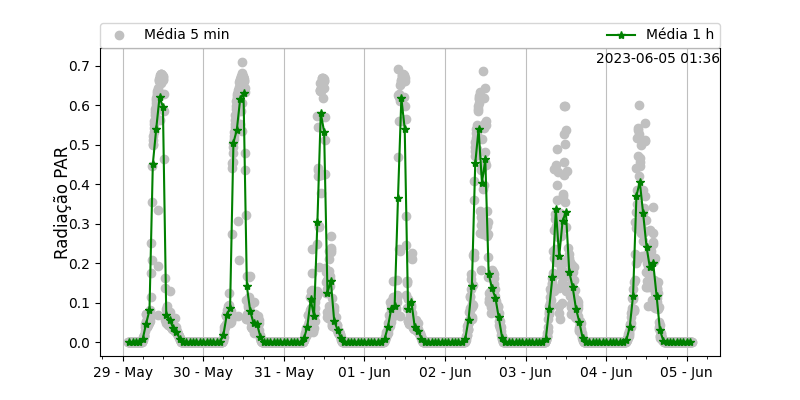 Média 5 min
Média 1 h
2023-06-05 01:36
Radiação PAR
0.7
0.6
0.5
0.4
0.3
0.2
0.1
0.0
29 - May 30 - May 31 - May 01 - Jun 02 - Jun 03 - Jun 04 - Jun 05 - Jun